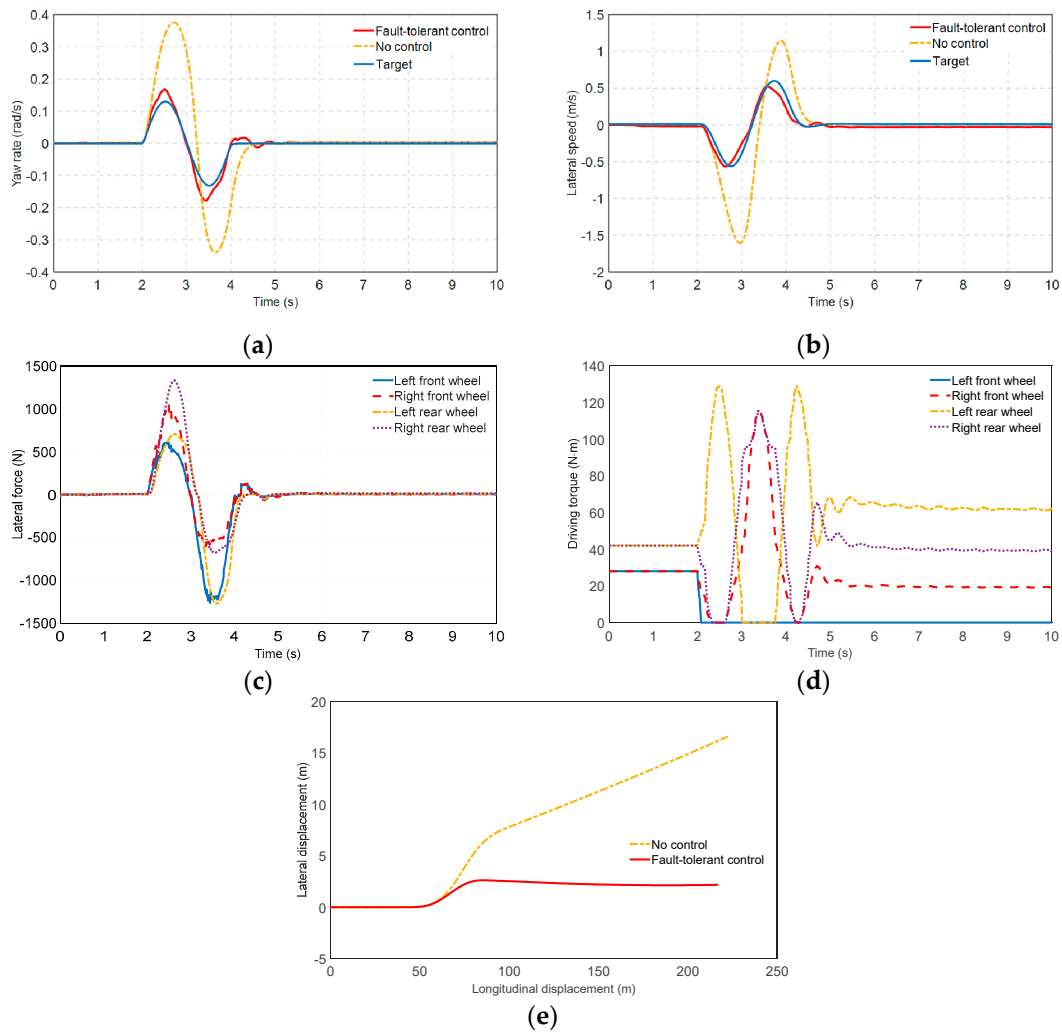 0.4
0.3
0.2
0.1
0
-0.1
-0.2
-0.3
0.4
Yaw rate (rad/s)
Fault-tolerant control
No control
Target
0 1 2 3 4 5 6 7 8 9 10
Time (s)
(a)
1.5
1
0.5
0
-0.5
-1
-1.5
-2
Lateral speed (m/s)
Fault-tolerant control
No control
Target
0 1 2 3 4 5 6 7 8 9 10
Time (s)
(b)
1500
1000
500
0
-500
-1000
-1500
Lateral force (N)
Left front wheel
Right front wheel
Left rear wheel
Right rear wheel
0 1 2 3 4 5 6 7 8 9 10
Time (s)
(c)
140
120
100
80
60
40
20
0
Driving torque (N·m)
Left front wheel
Right front wheel
Left rear wheel
Right rear wheel
0 1 2 3 4 5 6 7 8 9 10
Time (s)
(d)
20
15
10
5
0
-5
Lateral displacement (m)
No control
Fault-tolerant control
0 50 100 150 200 250
Longitudinal displacement (m)
(e)